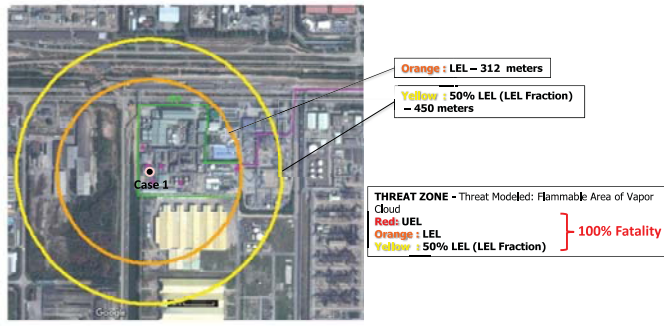 Orange : LEL – 312 meters
Yellow : 50% LEL (LEL Fraction)
– 450 meters
Case 1
THREAT ZONE – Threat Modeled: Flammable Area of Vapor
Cloud
Red: UEL
Orange : LEL
Yellow : 50% LEL (LEL Fraction)
100% Fatality
Google